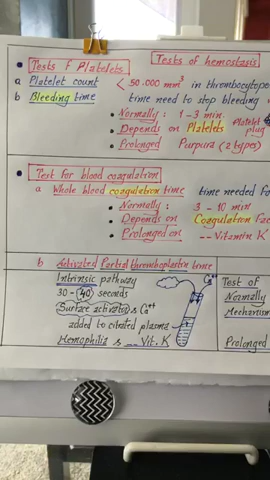 Tests of hemostasis
Tests of Platelets
a Platelet count < 50.000 mm³ in thrombocytope
b Bleeding time time need to stop bleeding
• Normally : 1 - 3 min
• Depends on Platelets Platelet plug
• Prolonged Purpura (2 types)
Test for blood coagulation
a Whole blood coagulation time time needed fo
• Normally : 3 - 10 min
• Depends on Coagulation Fac
• Prolonged on -- Vitamin K
b Activated Partial thromboplastin time
Intrinsic pathway Ca++
30 - 40 seconds
Surface activator & Ca++
added to citrated plasma
Hemophilia & __ Vit. K
Test of
Normally
Mechanism
Prolonged